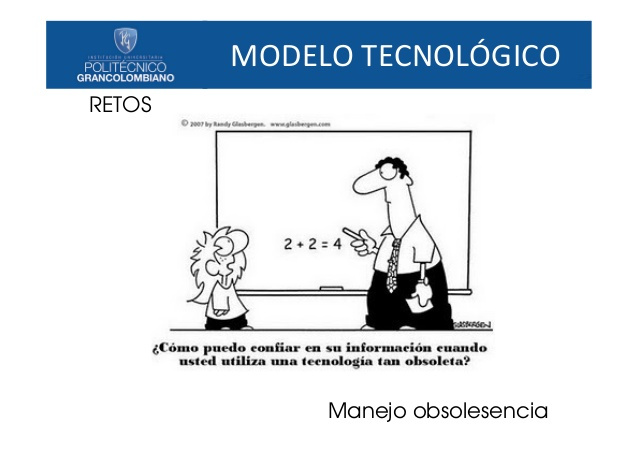 INSTITUCIÓN UNIVERSITARIA
POLITÉCNICO
GRANCOLOMBIANO
MODELO TECNOLÓGICO
RETOS
© 2007 by Randy Glasbergen. www.glasbergen.com
2 + 2 = 4
GLASBERGEN
¿Cómo puedo confiar en su información cuando
usted utiliza una tecnología tan obsoleta?
Manejo obsolesencia